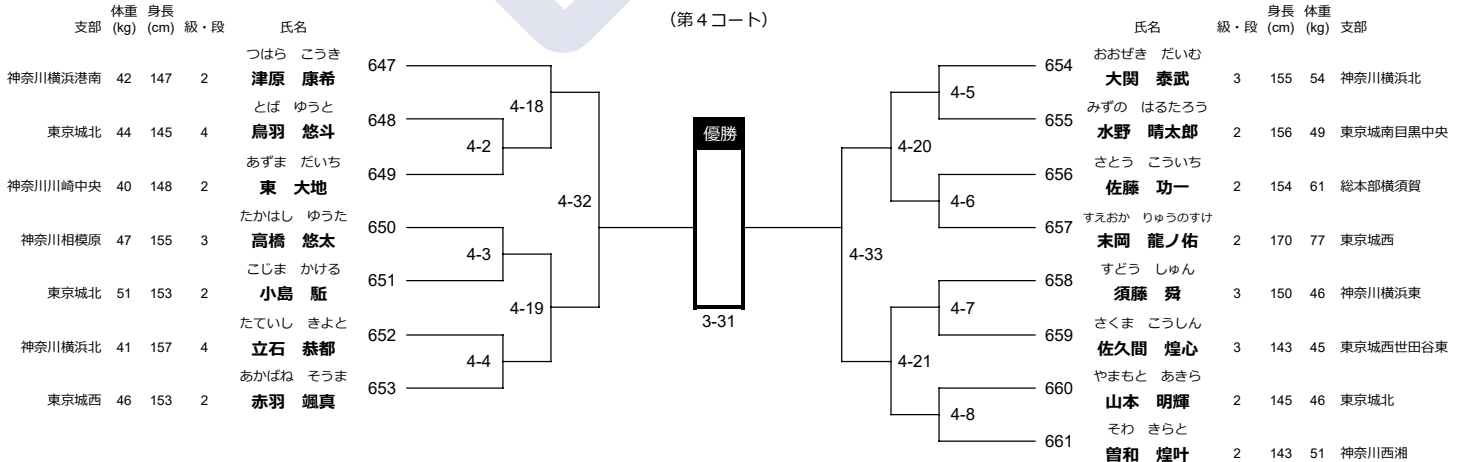 （第４コート）
体重 身長
支部 (kg) (cm) 級・段 氏名
つはら こうき
神奈川横浜港南 42 147 2 津原 康希 647
とば ゆうと
東京城北 44 145 4 鳥羽 悠斗 648
あずま だいち
神奈川川崎中央 40 148 2 東 大地 649
たかはし ゆうた
神奈川相模原 47 155 3 高橋 悠太 650
こじま かける
東京城北 51 153 2 小島 駈 651
たていし きよと
神奈川横浜北 41 157 4 立石 恭都 652
あかばね そうま
東京城西 46 153 2 赤羽 颯真 653
4-18
4-2
4-32
4-3
4-19
4-4
優勝
3-31
身長 体重
氏名 級・段 (cm) (kg) 支部
おおぜき だいむ
654 大関 泰武 3 155 54 神奈川横浜北
みずの はるたろう
655 水野 晴太郎 2 156 49 東京城南目黒中央
さとう こういち
656 佐藤 功一 2 154 61 総本部横須賀
すえおか りゅうのすけ
657 末岡 龍ノ佑 2 170 77 東京城西
すどう しゅん
658 須藤 舜 3 150 46 神奈川横浜東
さくま こうしん
659 佐久間 煌心 3 143 45 東京城西世田谷東
やまもと あきら
660 山本 明輝 2 145 46 東京城北
そわ きらと
661 曽和 煌叶 2 143 51 神奈川西湘
4-5
4-20
4-6
4-33
4-7
4-21
4-8